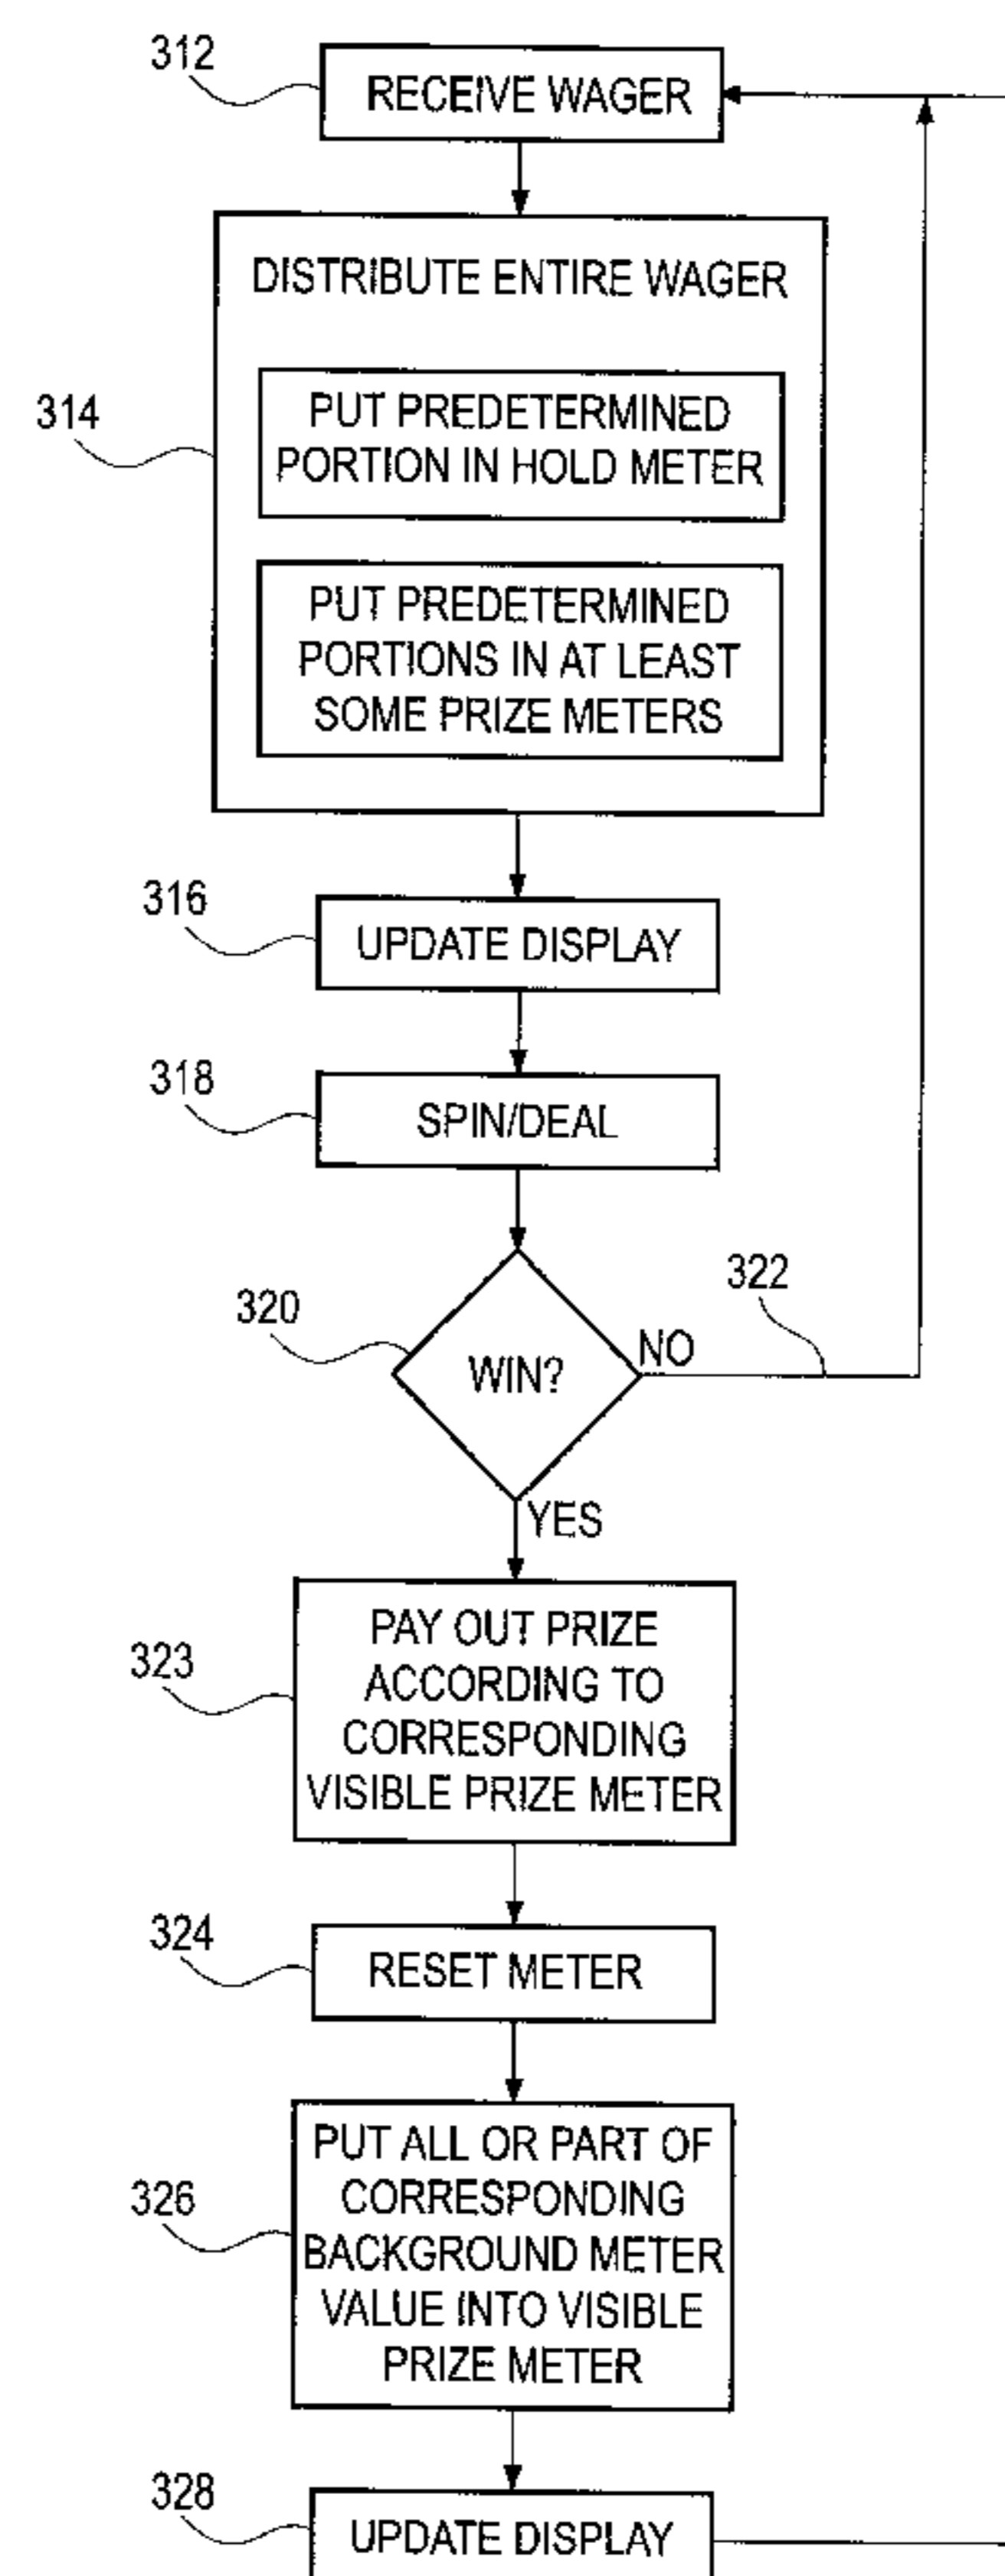 312
RECEIVE WAGER
DISTRIBUTE ENTIRE WAGER
314
PUT PREDETERMINED
PORTION IN HOLD METER
PUT PREDETERMINED
PORTIONS IN AT LEAST
SOME PRIZE METERS
316
UPDATE DISPLAY
318
SPIN/DEAL
320
WIN?
NO
322
YES
323
PAY OUT PRIZE
ACCORDING TO
CORRESPONDING
VISIBLE PRIZE METER
324
RESET METER
326
PUT ALL OR PART OF
CORRESPONDING
BACKGROUND METER
VALUE INTO VISIBLE
PRIZE METER
328
UPDATE DISPLAY